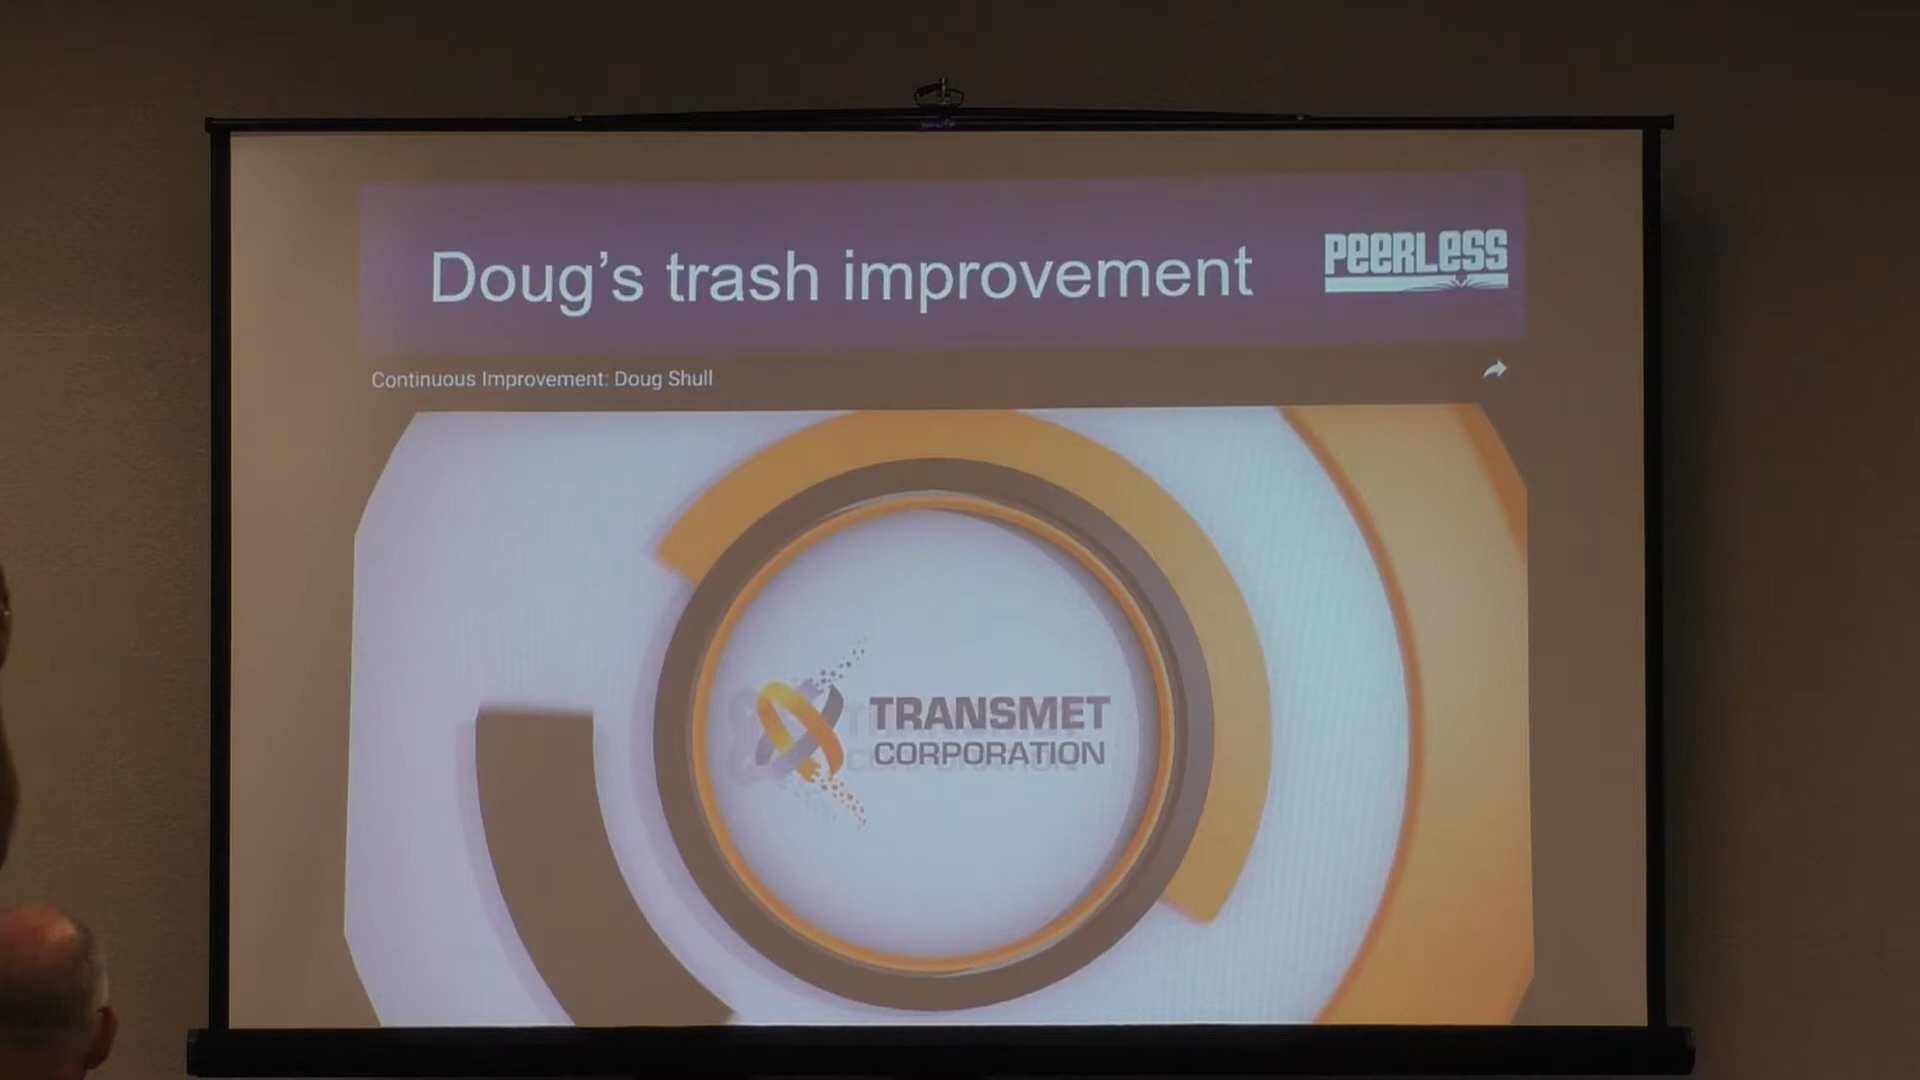 Doug's trash improvement
PEERLESS
Continuous Improvement: Doug Shull
TRANSMET
CORPORATION